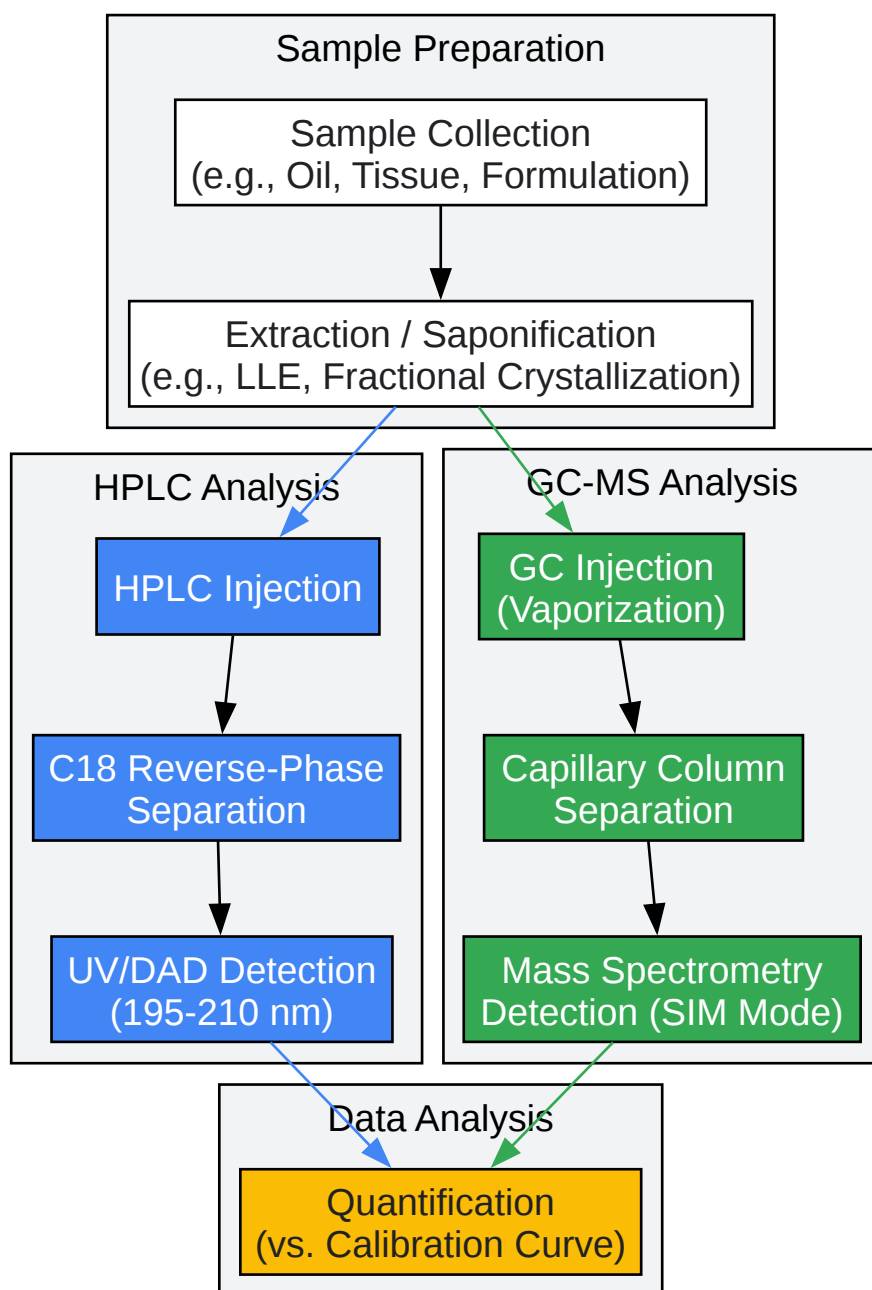 Sample Preparation
Sample Collection
(e.g., Oil, Tissue, Formulation)
Extraction / Saponification
(e.g., LLE, Fractional Crystallization)
HPLC Analysis
HPLC Injection
C18 Reverse-Phase
Separation
UV/DAD Detection
(195-210 nm)
GC-MS Analysis
GC Injection
(Vaporization)
Capillary Column
Separation
Mass Spectrometry
Detection (SIM Mode)
Data Analysis
Quantification
(vs. Calibration Curve)